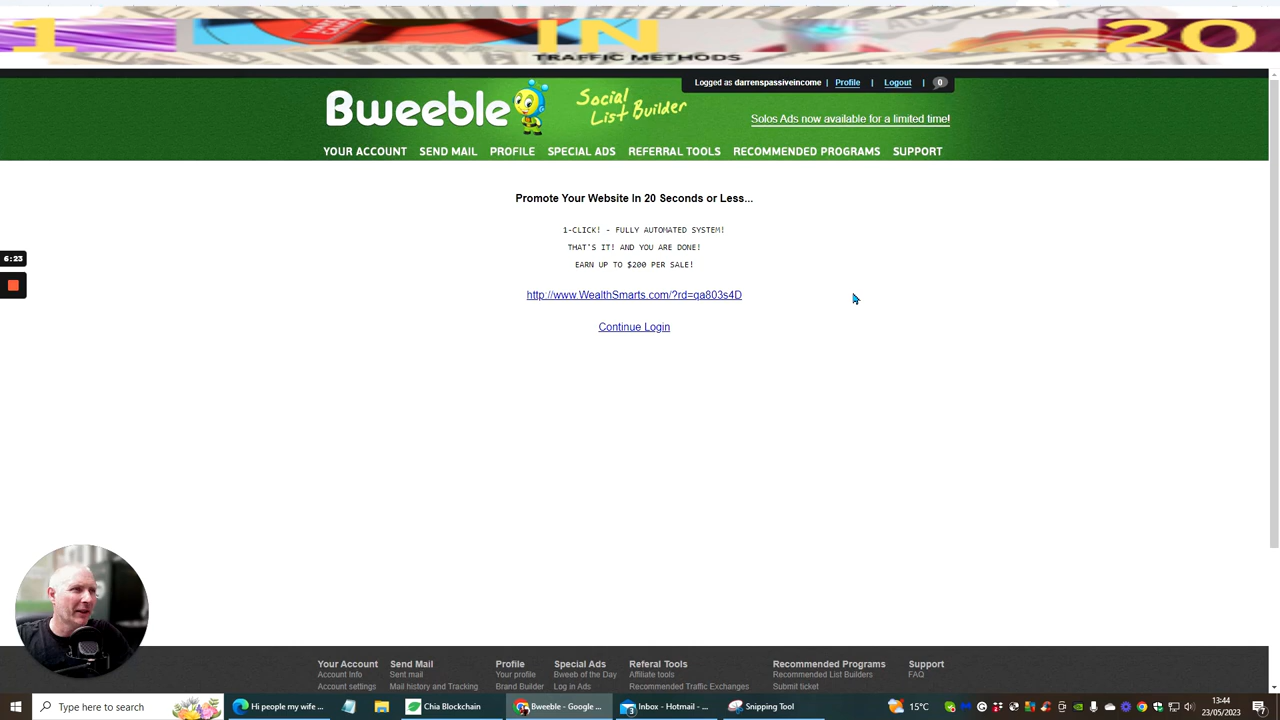 1 IN 20
TRAFFIC METHODS
Logged as darrenspassiveincome | Profile | Logout | 0
Bweeble
Social
List Builder
Solos Ads now available for a limited time!
YOUR ACCOUNT SEND MAIL PROFILE SPECIAL ADS REFERRAL TOOLS RECOMMENDED PROGRAMS SUPPORT
Promote Your Website In 20 Seconds or Less...
1-CLICK! - FULLY AUTOMATED SYSTEM!
THAT'S IT! AND YOU ARE DONE!
EARN UP TO $200 PER SALE!
6:23
http://www.WealthSmarts.com/?rd=qa803s4D
Continue Login
Your Account Send Mail Profile Special Ads Referal Tools Recommended Programs Support
Account Info Sent mail Your profile Bweeb of the Day Affiliate tools Recommended List Builders FAQ
Account settings Mail history and Tracking Brand Builder Log in Ads Recommended Traffic Exchanges Submit ticket
Type here to search Hi people my wife ... Chia Blockchain Bweeble - Google ... Inbox - Hotmail - ... Snipping Tool 15°C 13:44
23/05/2023